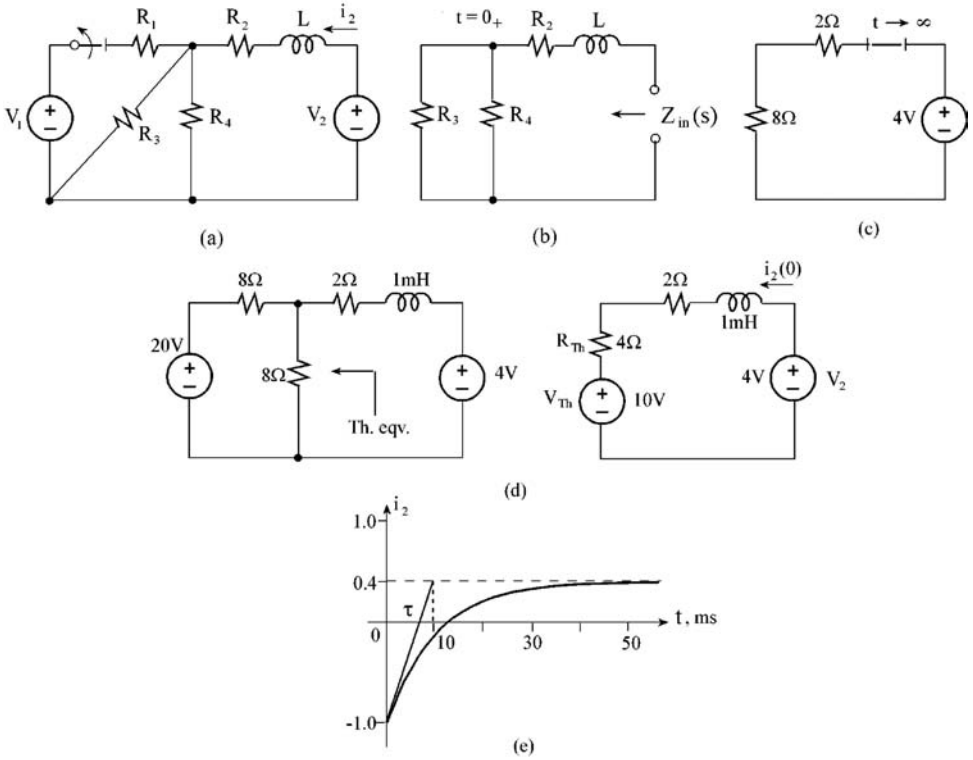 R₁ R₂ L i₂
V₁ + − R₃ R₄ V₂ + −
(a)
t = 0₊ R₂ L
R₃ R₄ Zᵢₙ(s)
(b)
2Ω t → ∞
8Ω 4V + −
(c)
8Ω 2Ω 1mH
20V + − 8Ω 4V + −
Th. eqv.
2Ω i₂(0)
1mH
R_Th 4Ω
V_Th + − 10V 4V + − V₂
(d)
i₂
1.0
0.4
τ
0 10 30 50 t, ms
-1.0
(e)